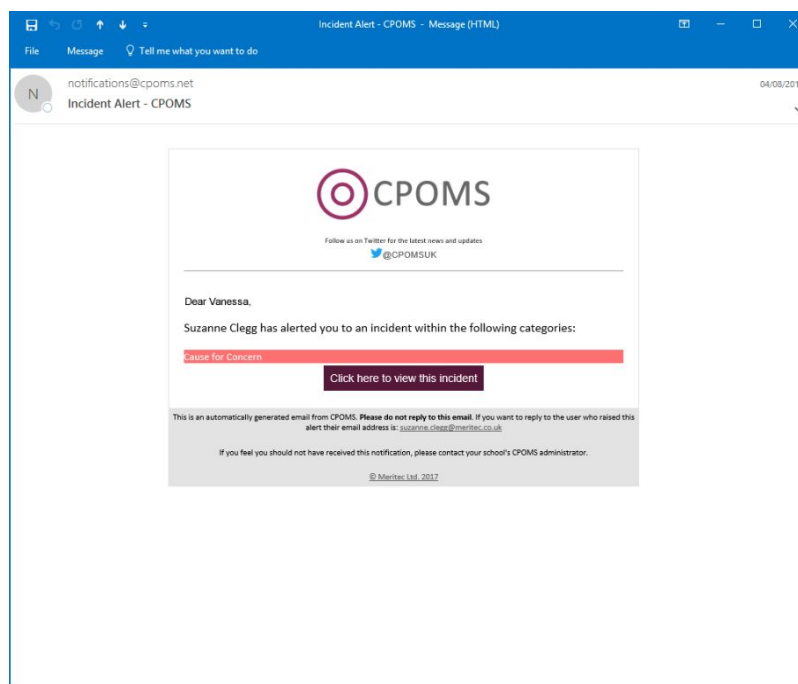 Incident Alert - CPOMS - Message (HTML)
File Message Tell me what you want to do
N
notifications@cpoms.net
04/08/201
Incident Alert - CPOMS
CPOMS
Follow us on Twitter for the latest news and updates
@CPOMSUK
Dear Vanessa,
Suzanne Clegg has alerted you to an incident within the following categories:
Cause for Concern
Click here to view this incident
This is an automatically generated email from CPOMS. Please do not reply to this email. If you want to reply to the user who raised this
alert their email address is: suzanne.clegg@meritec.co.uk
If you feel you should not have received this notification, please contact your school's CPOMS administrator.
© Meritec Ltd. 2017